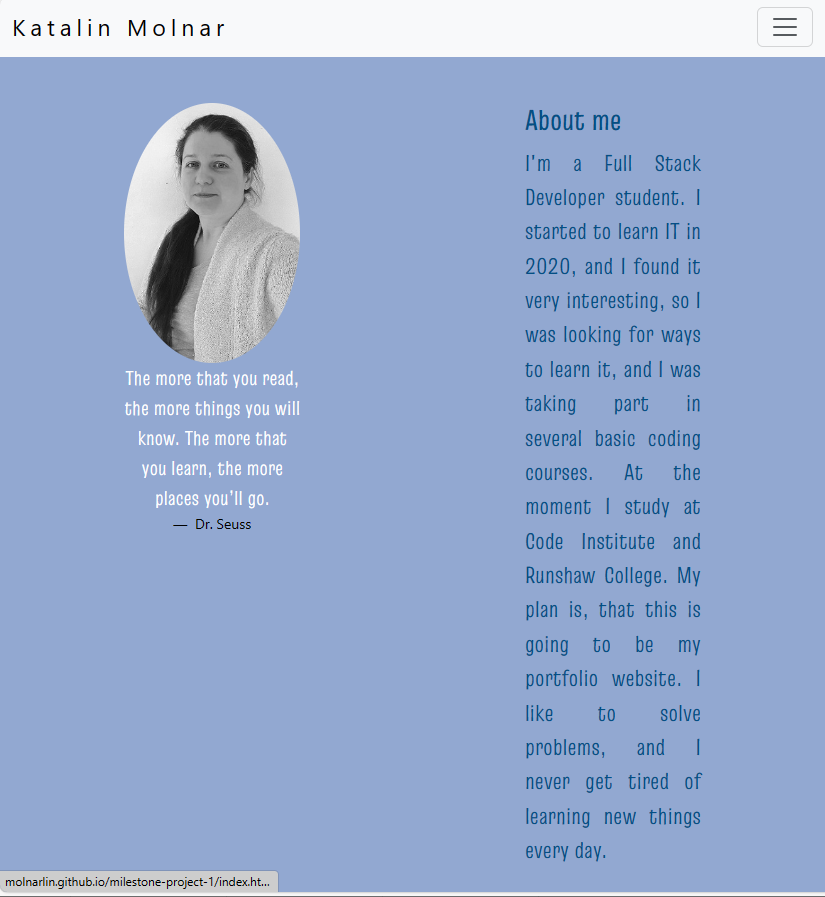 Katalin Molnar
The more that you read,
the more things you will
know. The more that
you learn, the more
places you'll go.
— Dr. Seuss
About me
I'm a Full Stack
Developer student. I
started to learn IT in
2020, and I found it
very interesting, so I
was looking for ways
to learn it, and I was
taking part in
several basic coding
courses. At the
moment I study at
Code Institute and
Runshaw College. My
plan is, that this is
going to be my
portfolio website. I
like to solve
problems, and I
never get tired of
learning new things
every day.
molnarlin.github.io/milestone-project-1/index.ht...